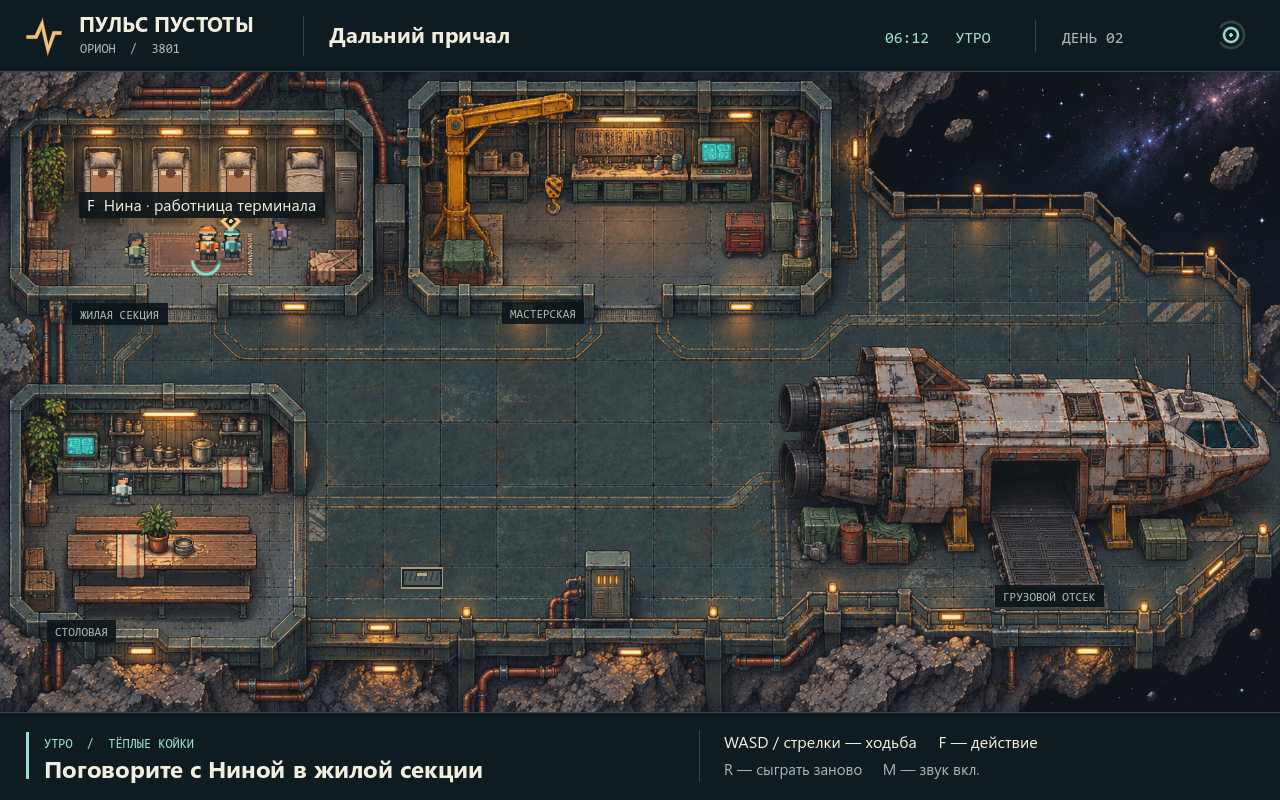 ПУЛЬС ПУСТОТЫ
ОРИОН / 3801
Дальний причал
06:12 УТРО
ДЕНЬ 02
F Нина · работница терминала
ЖИЛАЯ СЕКЦИЯ
МАСТЕРСКАЯ
ГРУЗОВОЙ ОТСЕК
СТОЛОВАЯ
УТРО / ТЁПЛЫЕ КОЙКИ
Поговорите с Ниной в жилой секции
WASD / стрелки — ходьба F — действие
R — сыграть заново M — звук вкл.